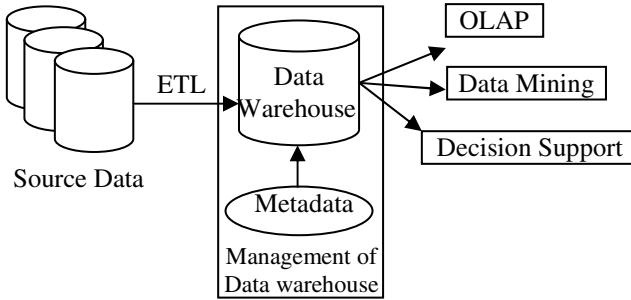 OLAP
ETL
Data
Warehouse
Data Mining
Decision Support
Source Data
Metadata
Management of
Data warehouse